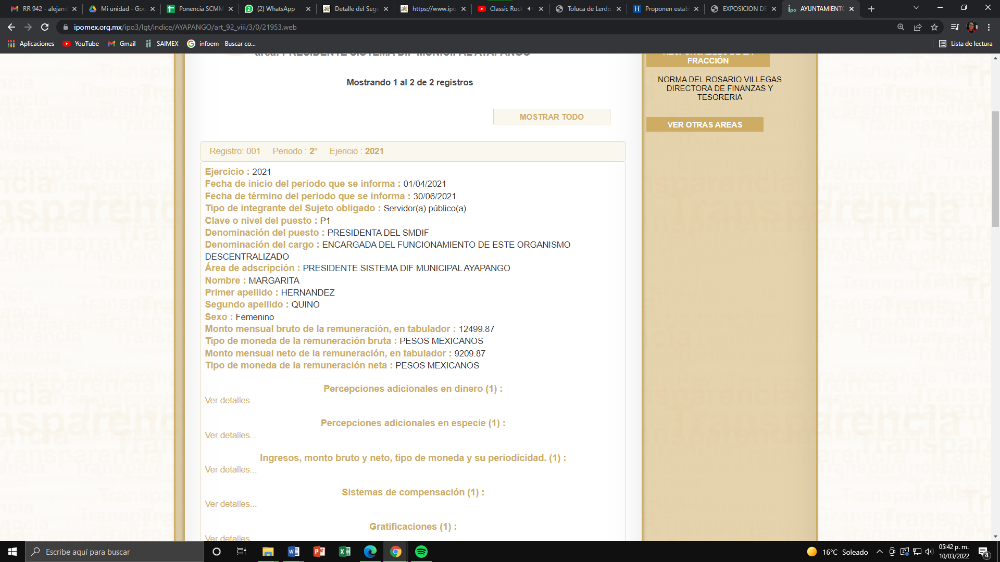 RR 942 - alejand
Mi unidad - Goo
Ponencia SCMM
(2) WhatsApp
Detalle del Segu
https://www.ipo
Classic Rock
Toluca de Lerdo
Proponen estab
EXPOSICION DE
AYUNTAMIENTO
ipomex.org.mx/ipo3/lgt/indice/AYAPANGO/art_92_viii/3/0/21953.web
Aplicaciones
YouTube
Gmail
SAIMEX
infoem - Buscar co...
Lista de lectura
área: PRESIDENTE SISTEMA DIF MUNICIPAL AYAPANGO
Mostrando 1 al 2 de 2 registros
MOSTRAR TODO
RESPONSABLES DE LA
FRACCIÓN
NORMA DEL ROSARIO VILLEGAS
DIRECTORA DE FINANZAS Y
TESORERIA
VER OTRAS AREAS
Registro: 001 Periodo : 2º Ejericio : 2021
Ejercicio : 2021
Fecha de inicio del periodo que se informa : 01/04/2021
Fecha de término del periodo que se informa : 30/06/2021
Tipo de integrante del Sujeto obligado : Servidor(a) público(a)
Clave o nivel del puesto : P1
Denominación del puesto : PRESIDENTA DEL SMDIF
Denominación del cargo : ENCARGADA DEL FUNCIONAMIENTO DE ESTE ORGANISMO
DESCENTRALIZADO
Área de adscripción : PRESIDENTE SISTEMA DIF MUNICIPAL AYAPANGO
Nombre : MARGARITA
Primer apellido : HERNANDEZ
Segundo apellido : QUINO
Sexo : Femenino
Monto mensual bruto de la remuneración, en tabulador : 12499.87
Tipo de moneda de la remuneración bruta : PESOS MEXICANOS
Monto mensual neto de la remuneración, en tabulador : 9209.87
Tipo de moneda de la remuneración neta : PESOS MEXICANOS
Percepciones adicionales en dinero (1) :
Ver detalles...
Percepciones adicionales en especie (1) :
Ver detalles...
Ingresos, monto bruto y neto, tipo de moneda y su periodicidad. (1) :
Ver detalles...
Sistemas de compensación (1) :
Ver detalles...
Gratificaciones (1) :
Ver detalles
Escribe aquí para buscar
16°C Soleado
05:42 p. m.
10/03/2022
4